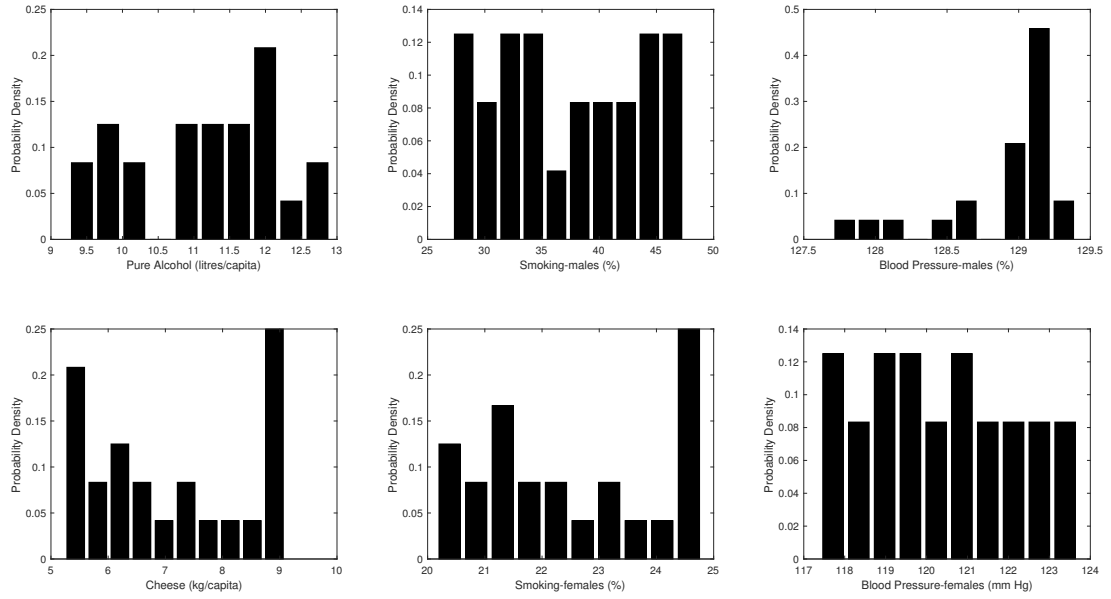 0.25
0.2
0.15
0.1
0.05
0
Probability Density
9 9.5 10 10.5 11 11.5 12 12.5 13
Pure Alcohol (litres/capita)
0.14
0.12
0.1
0.08
0.06
0.04
0.02
0
Probability Density
25 30 35 40 45 50
Smoking-males (%)
0.5
0.4
0.3
0.2
0.1
0
Probability Density
127.5 128 128.5 129 129.5
Blood Pressure-males (%)
0.25
0.2
0.15
0.1
0.05
0
Probability Density
5 6 7 8 9 10
Cheese (kg/capita)
0.25
0.2
0.15
0.1
0.05
0
Probability Density
20 21 22 23 24 25
Smoking-females (%)
0.14
0.12
0.1
0.08
0.06
0.04
0.02
0
Probability Density
117 118 119 120 121 122 123 124
Blood Pressure-females (mm Hg)